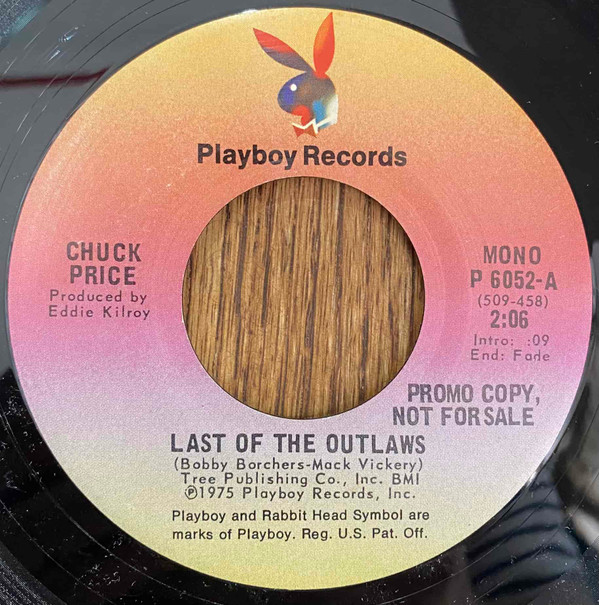 Playboy Records
CHUCK
PRICE
Produced by
Eddie Kilroy
MONO
P 6052-A
(509-458)
2:06
Intro: :09
End: Fade
PROMO COPY,
NOT FOR SALE
LAST OF THE OUTLAWS
(Bobby Borchers-Mack Vickery)
Tree Publishing Co., Inc. BMI
℗1975 Playboy Records, Inc.
Playboy and Rabbit Head Symbol are
marks of Playboy. Reg. U.S. Pat. Off.